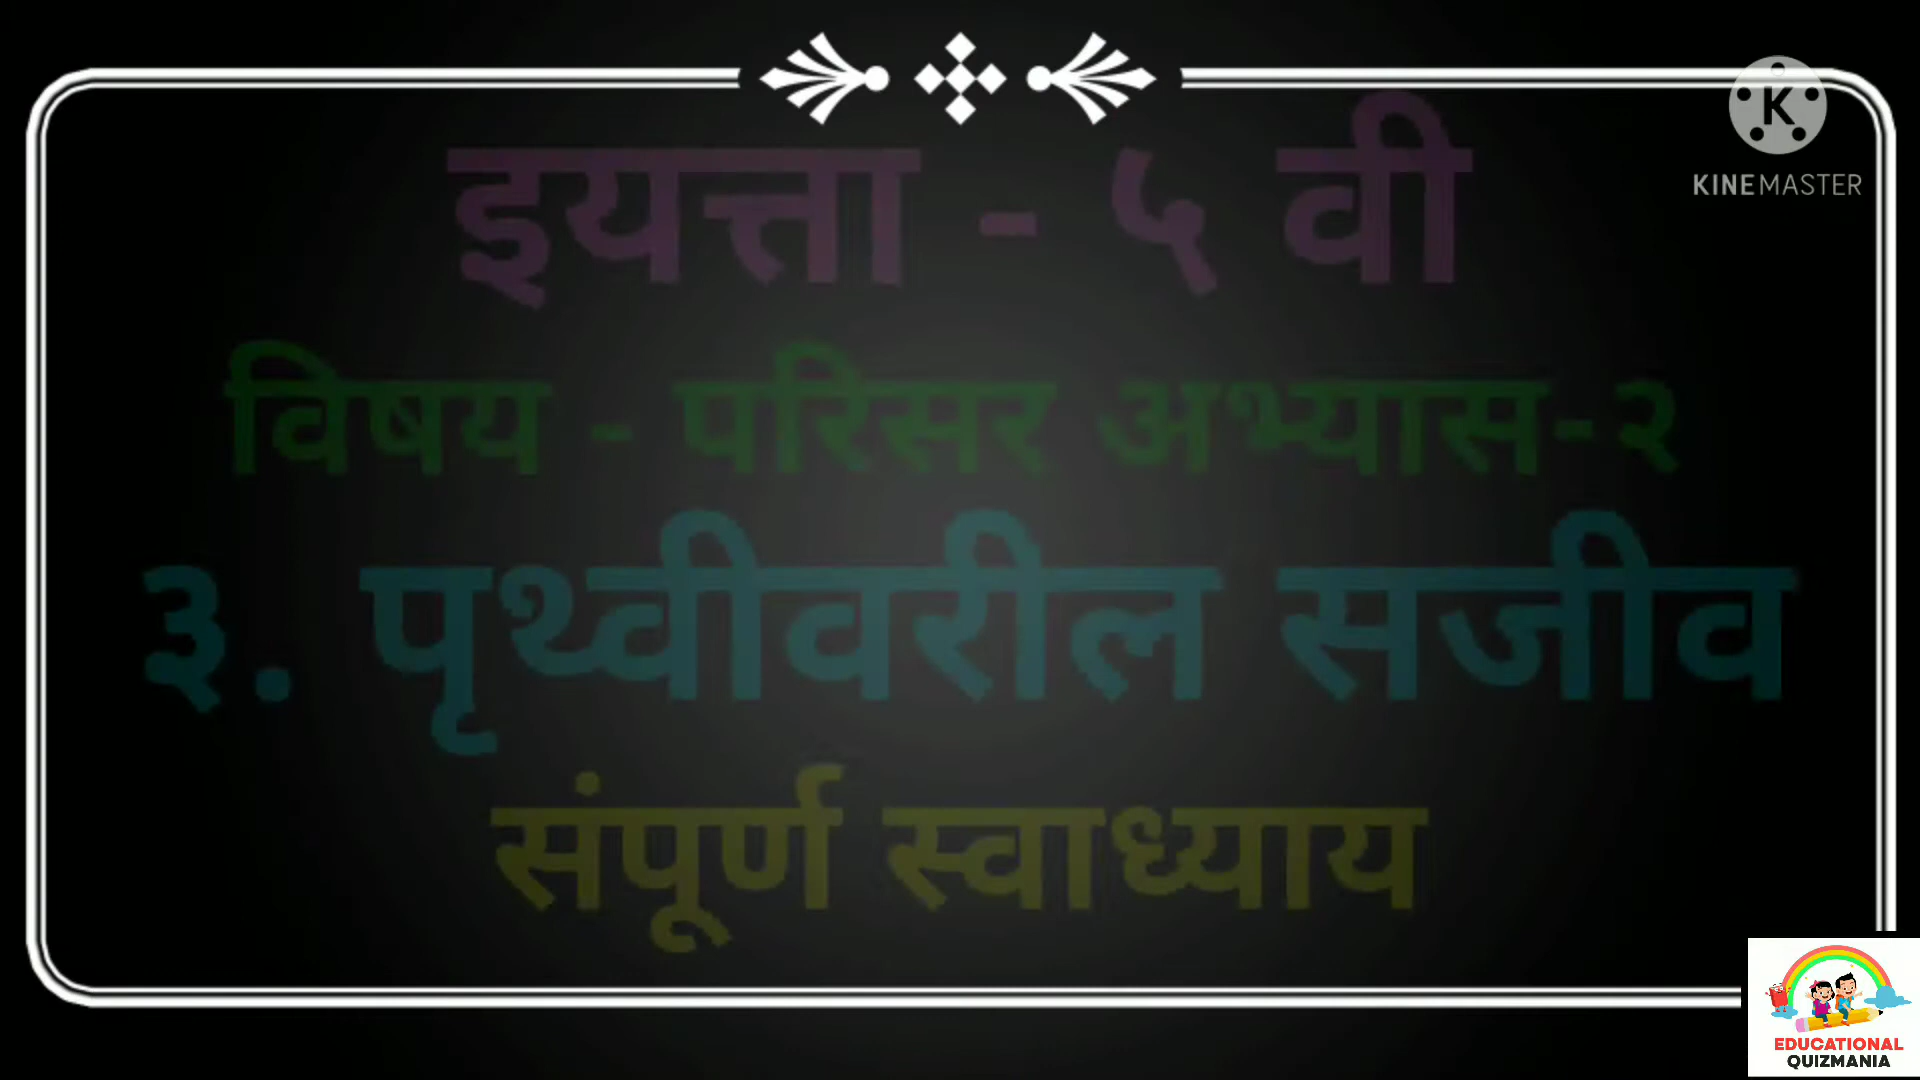 इयत्ता - ५ वी
K
KINEMASTER
विषय - परिसर अभ्यास-२
३. पृथ्वीवरील सजीव
संपूर्ण स्वाध्याय
EDUCATIONAL
QUIZMANIA